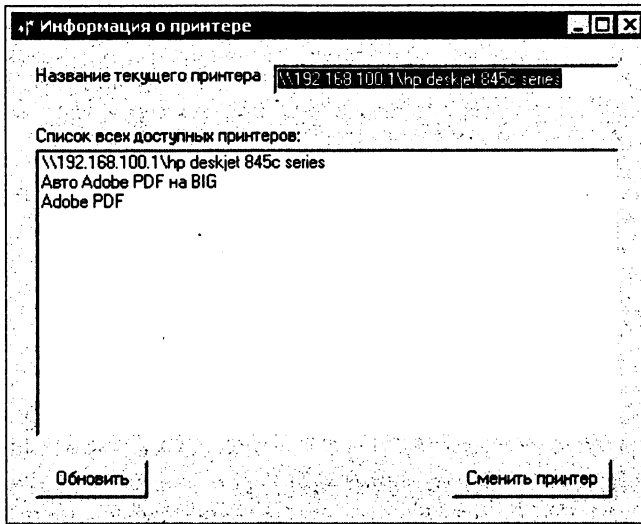 Информация о принтере
Название текущего принтера \\192.168.100.1\hp deskjet 845c series
Список всех доступных принтеров:
\\192.168.100.1\hp deskjet 845c series
Авто Adobe PDF на BIG
Adobe PDF
Обновить Сменить принтер